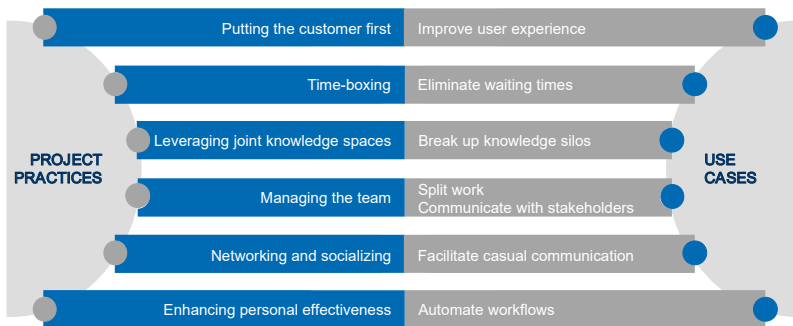 Putting the customer first
Improve user experience
Time-boxing
Eliminate waiting times
Leveraging joint knowledge spaces
Break up knowledge silos
PROJECT
PRACTICES
USE
CASES
Managing the team
Split work
Communicate with stakeholders
Networking and socializing
Facilitate casual communication
Enhancing personal effectiveness
Automate workflows